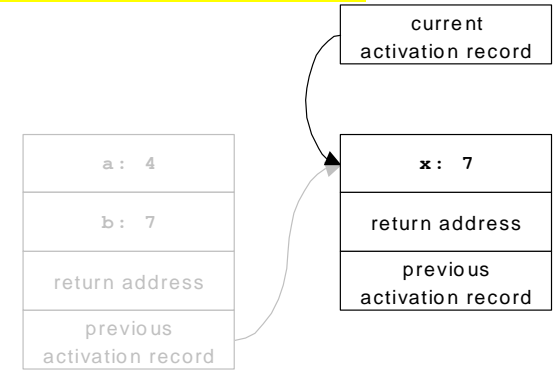 current
activation record
a: 4
b: 7
return address
previous
activation record
x: 7
return address
previous
activation record